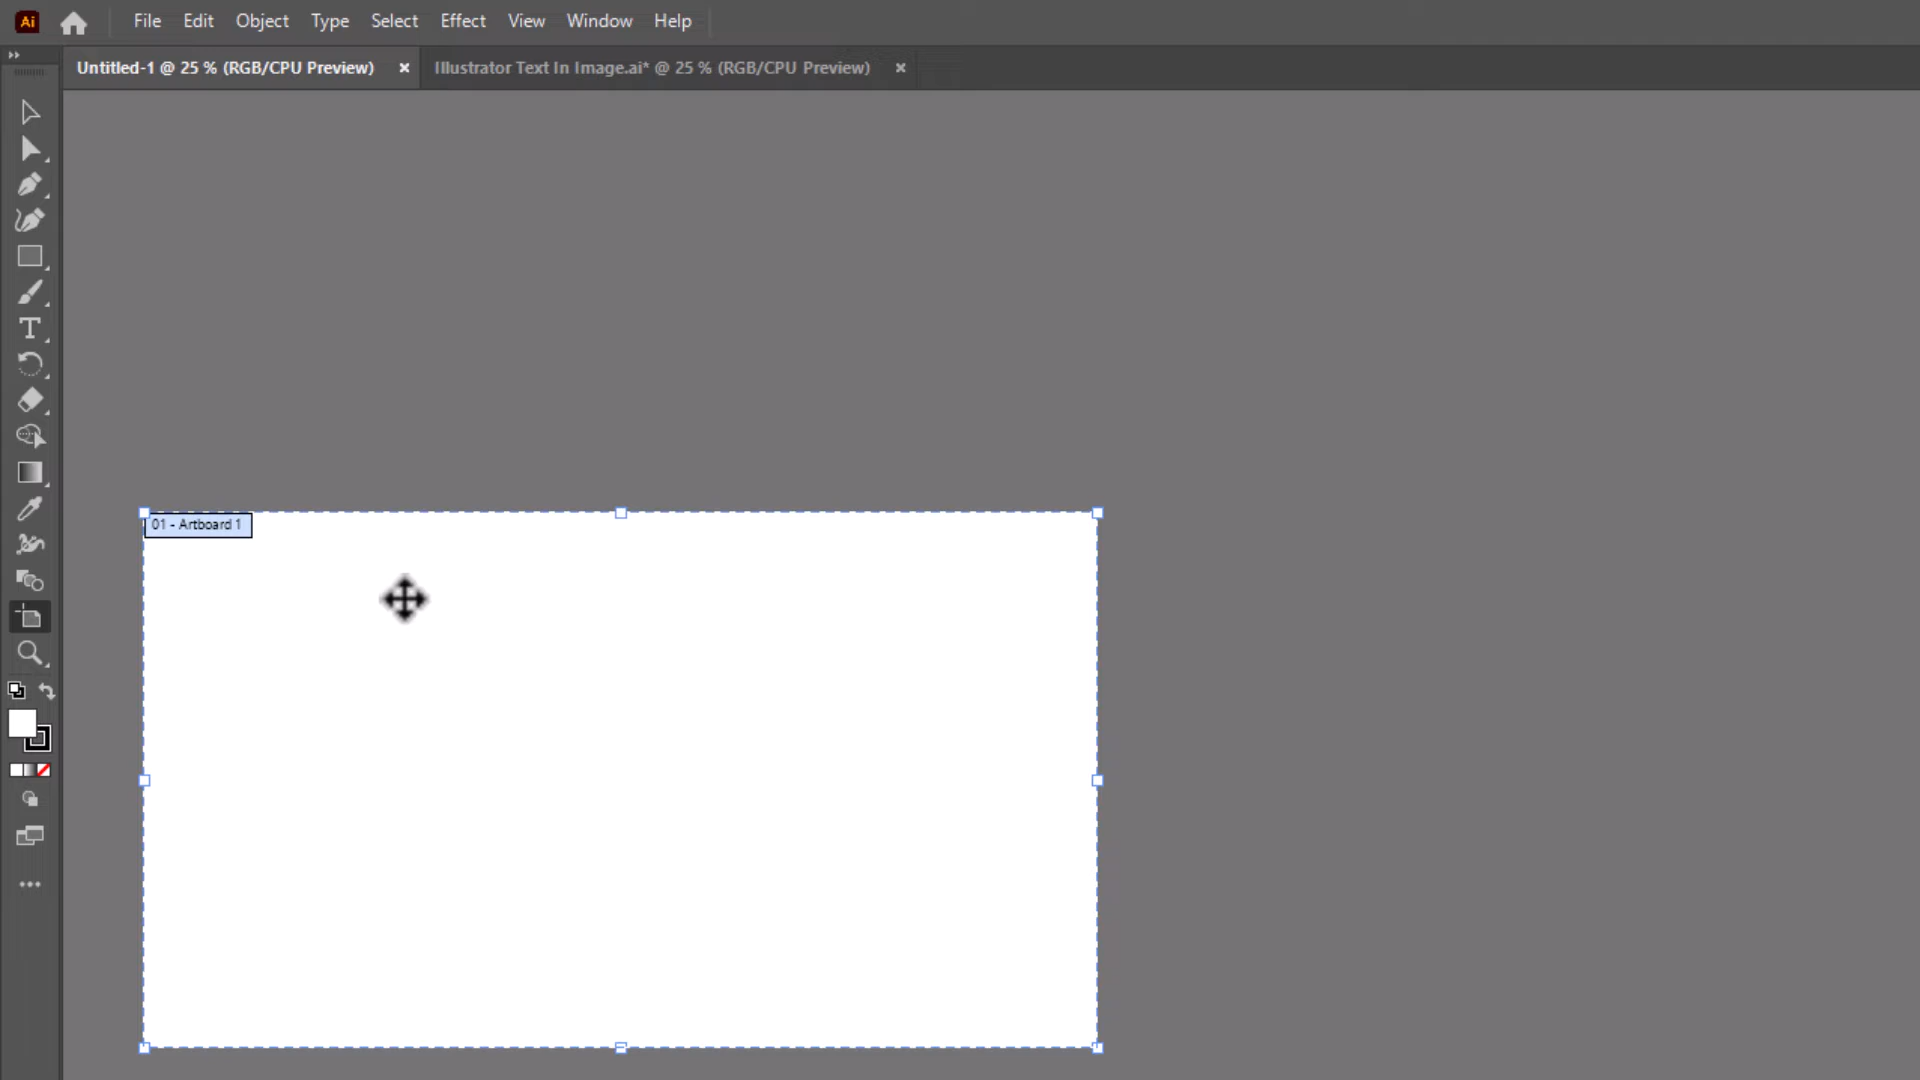 Ai File Edit Object Type Select Effect View Window Help
Untitled-1 @ 25 % (RGB/CPU Preview) × Illustrator Text In Image.ai* @ 25 % (RGB/CPU Preview) ×
01 - Artboard 1